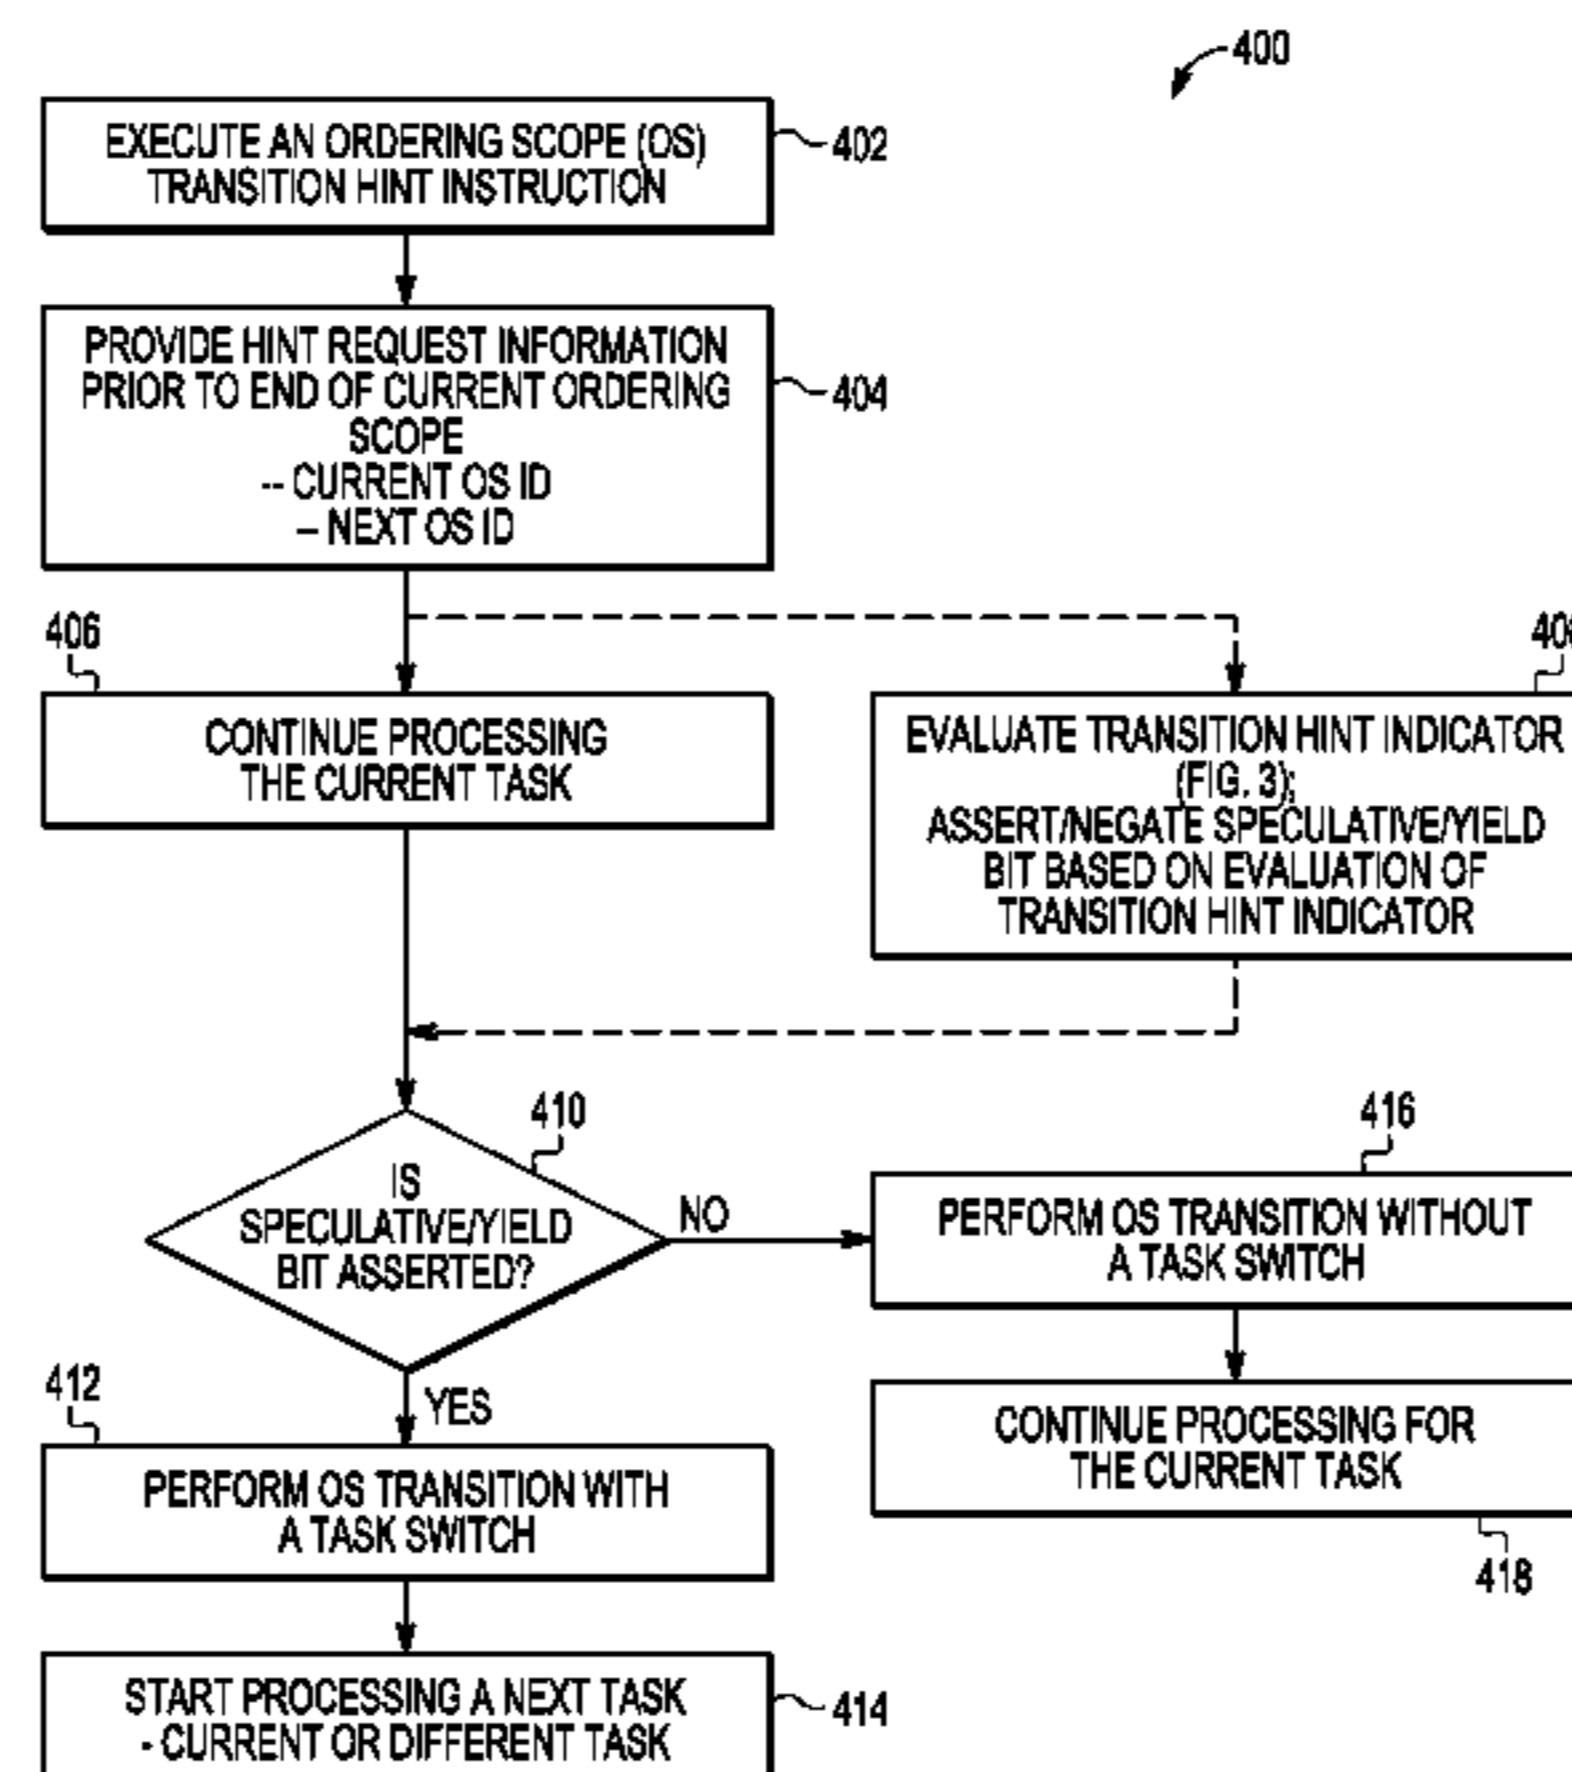 400
EXECUTE AN ORDERING SCOPE (OS)
TRANSITION HINT INSTRUCTION
402
PROVIDE HINT REQUEST INFORMATION
PRIOR TO END OF CURRENT ORDERING
SCOPE
-- CURRENT OS ID
– NEXT OS ID
404
406
CONTINUE PROCESSING
THE CURRENT TASK
EVALUATE TRANSITION HINT INDICATOR
(FIG. 3);
ASSERT/NEGATE SPECULATIVE/YIELD
BIT BASED ON EVALUATION OF
TRANSITION HINT INDICATOR
410
IS
SPECULATIVE/YIELD
BIT ASSERTED?
NO
YES
416
PERFORM OS TRANSITION WITHOUT
A TASK SWITCH
CONTINUE PROCESSING FOR
THE CURRENT TASK
418
412
PERFORM OS TRANSITION WITH
A TASK SWITCH
START PROCESSING A NEXT TASK
- CURRENT OR DIFFERENT TASK
414